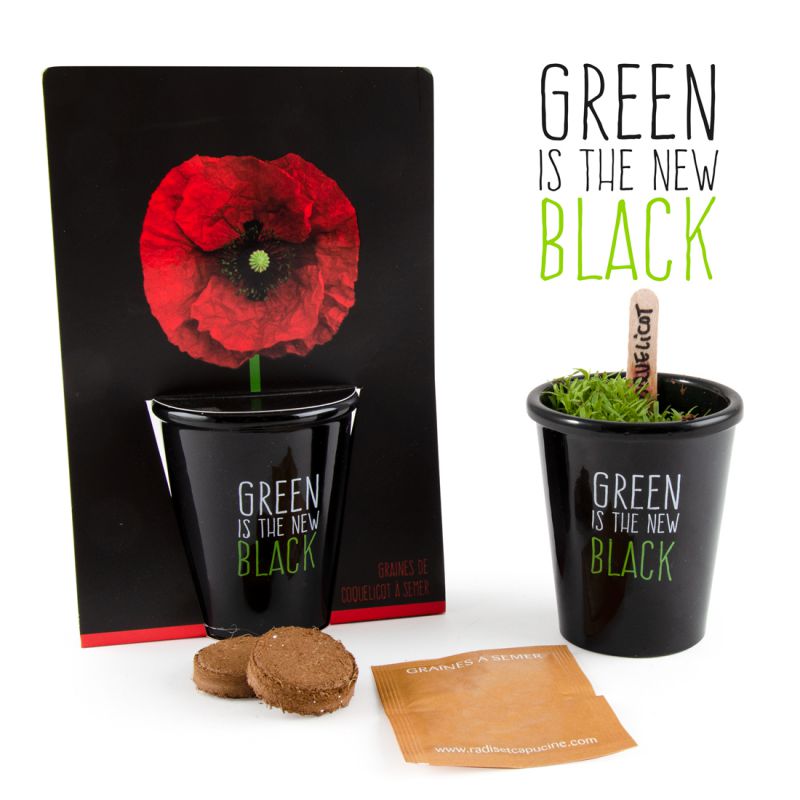 GREEN
IS THE NEW
BLACK
GREEN
IS THE NEW
BLACK
GRAINES DE
COQUELICOT À SEMER
QUELICOT
GREEN
IS THE NEW
BLACK
GRAINES À SEMER
www.radisetcapucine.com